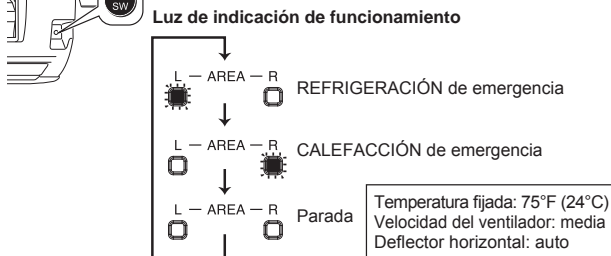 SW
Luz de indicación de funcionamiento
L — AREA — R
REFRIGERACIÓN de emergencia
L — AREA — R
CALEFACCIÓN de emergencia
L — AREA — R
Parada
Temperatura fijada: 75°F (24°C)
Velocidad del ventilador: media
Deflector horizontal: auto